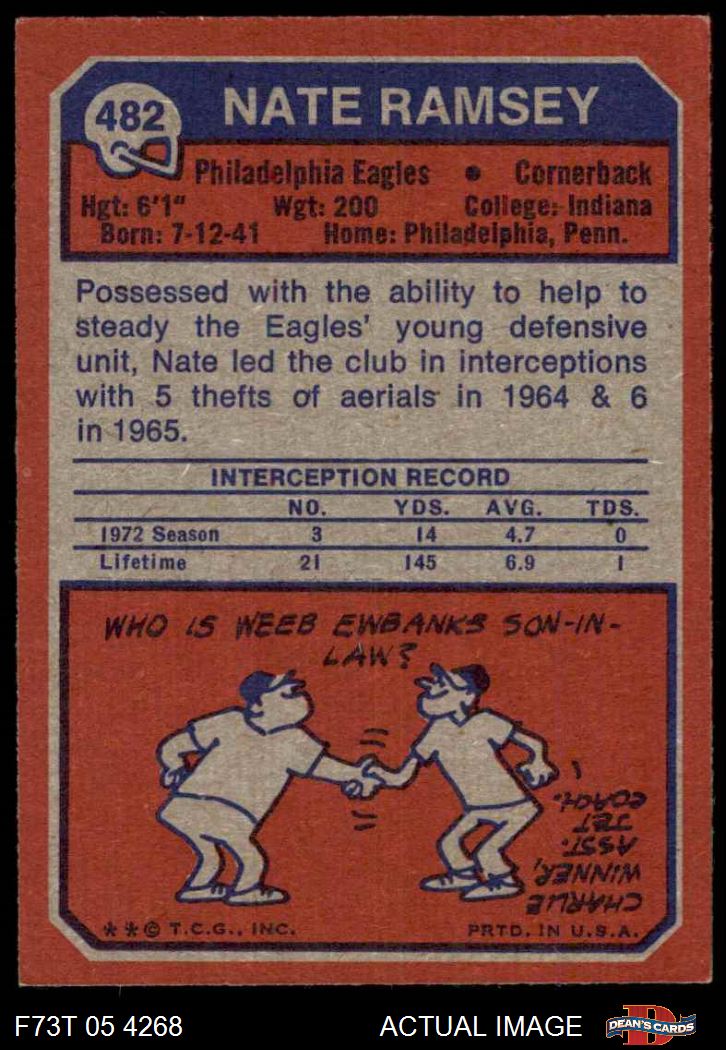 482
NATE RAMSEY
Philadelphia Eagles • Cornerback
Hgt: 6'1" Wgt: 200 College: Indiana
Born: 7-12-41 Home: Philadelphia, Penn.
Possessed with the ability to help to
steady the Eagles' young defensive
unit, Nate led the club in interceptions
with 5 thefts of aerials in 1964 & 6
in 1965.
INTERCEPTION RECORD
NO. YDS. AVG. TDS.
1972 Season 3 14 4.7 0
Lifetime 21 145 6.9 1
WHO IS WEEB EWBANKS SON-IN-
LAW?
CHARLIE
WINNER,
ASST.
JET
COACH.
**© T.C.G., INC. PRTD. IN U.S.A.
F73T 05 4268 ACTUAL IMAGE
D
DEAN'S CARDS